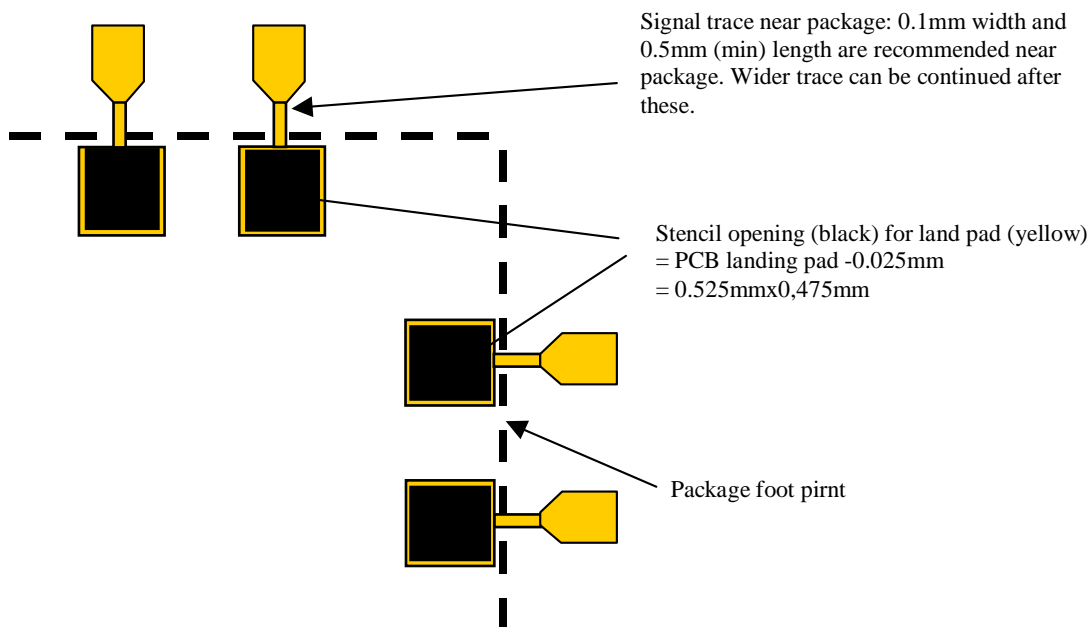 Signal trace near package: 0.1mm width and
0.5mm (min) length are recommended near
package. Wider trace can be continued after
these.
Stencil opening (black) for land pad (yellow)
= PCB landing pad -0.025mm
= 0.525mmx0,475mm
Package foot pirnt